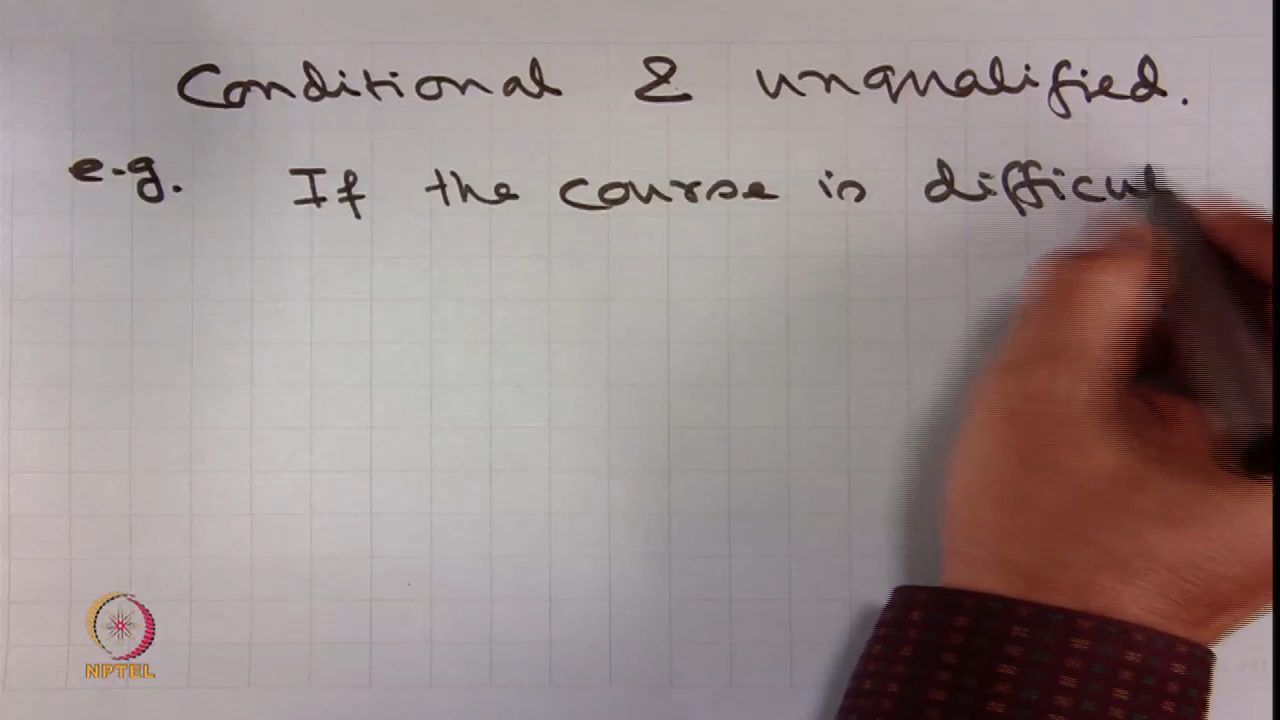 Conditional & unqualified.
e.g. If the course is difficul
NPTEL